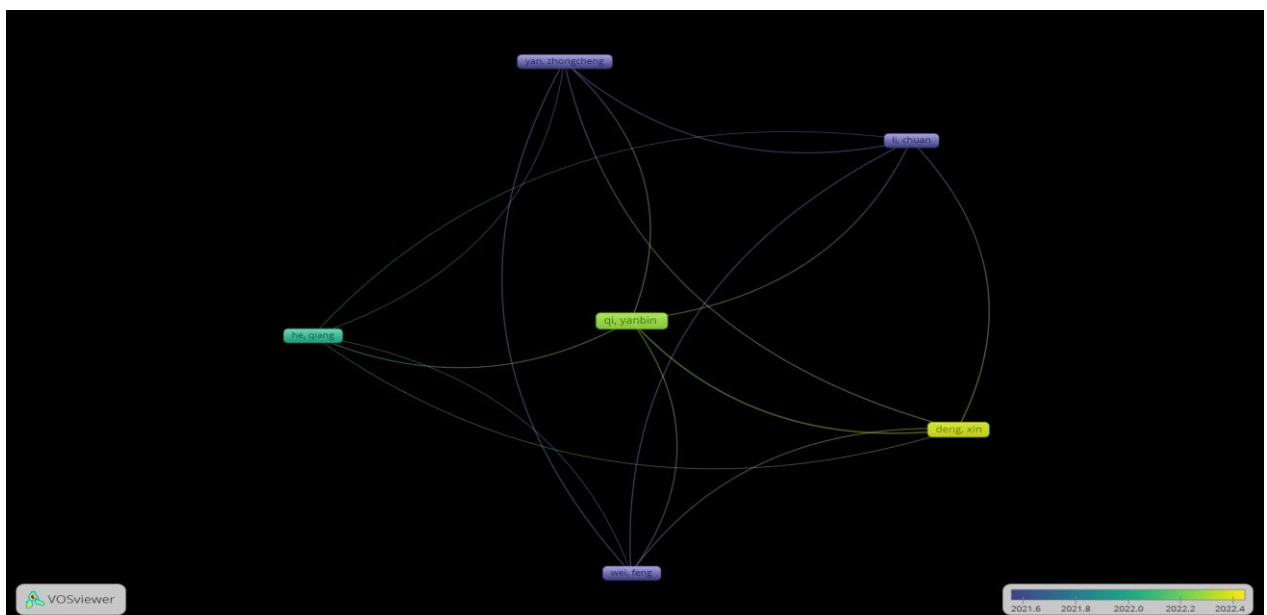 yan, zhongcheng
li, chuan
qi, yanbin
he, qiang
deng, xin
wei, feng
VOSviewer
2021.6 2021.8 2022.0 2022.2 2022.4